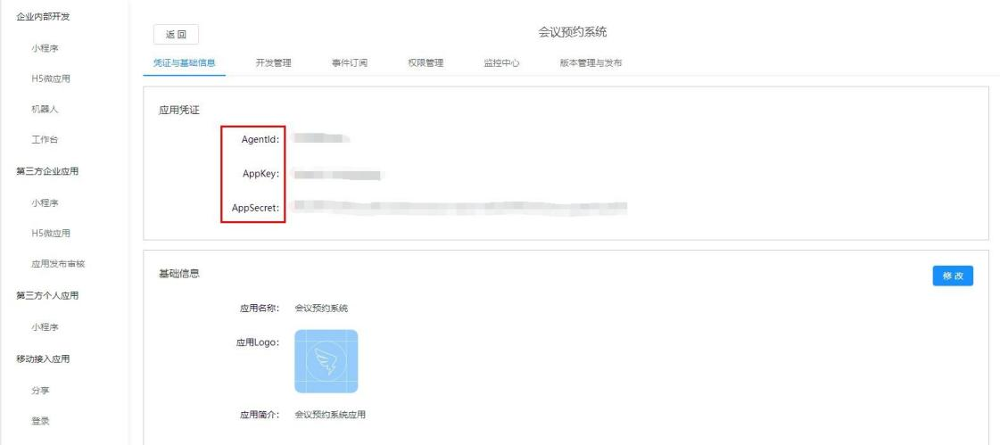 企业内部开发
小程序
H5微应用
机器人
工作台
第三方企业应用
小程序
H5微应用
应用发布审核
第三方个人应用
小程序
移动接入应用
分享
登录
返 回
会议预约系统
凭证与基础信息 开发管理 事件订阅 权限管理 监控中心 版本管理与发布
应用凭证
AgentId:
AppKey:
AppSecret:
基础信息
修 改
应用名称: 会议预约系统
应用Logo:
应用简介: 会议预约系统应用